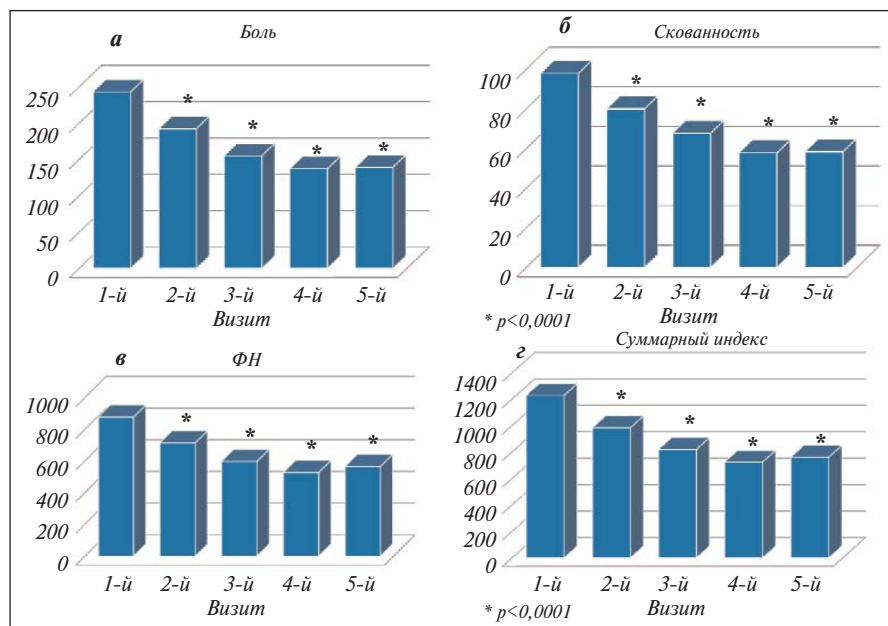 а
Боль
250
200
150
100
50
0
* * * *
1-й 2-й 3-й 4-й 5-й
Визит
б
Скованность
100
80
60
40
20
0
* * * *
1-й 2-й 3-й 4-й 5-й
* p<0,0001 Визит
в
ФН
1000
800
600
400
200
0
* * * *
1-й 2-й 3-й 4-й 5-й
Визит
г
Суммарный индекс
1400
1200
1000
800
600
400
200
0
* * * *
1-й 2-й 3-й 4-й 5-й
* p<0,0001 Визит